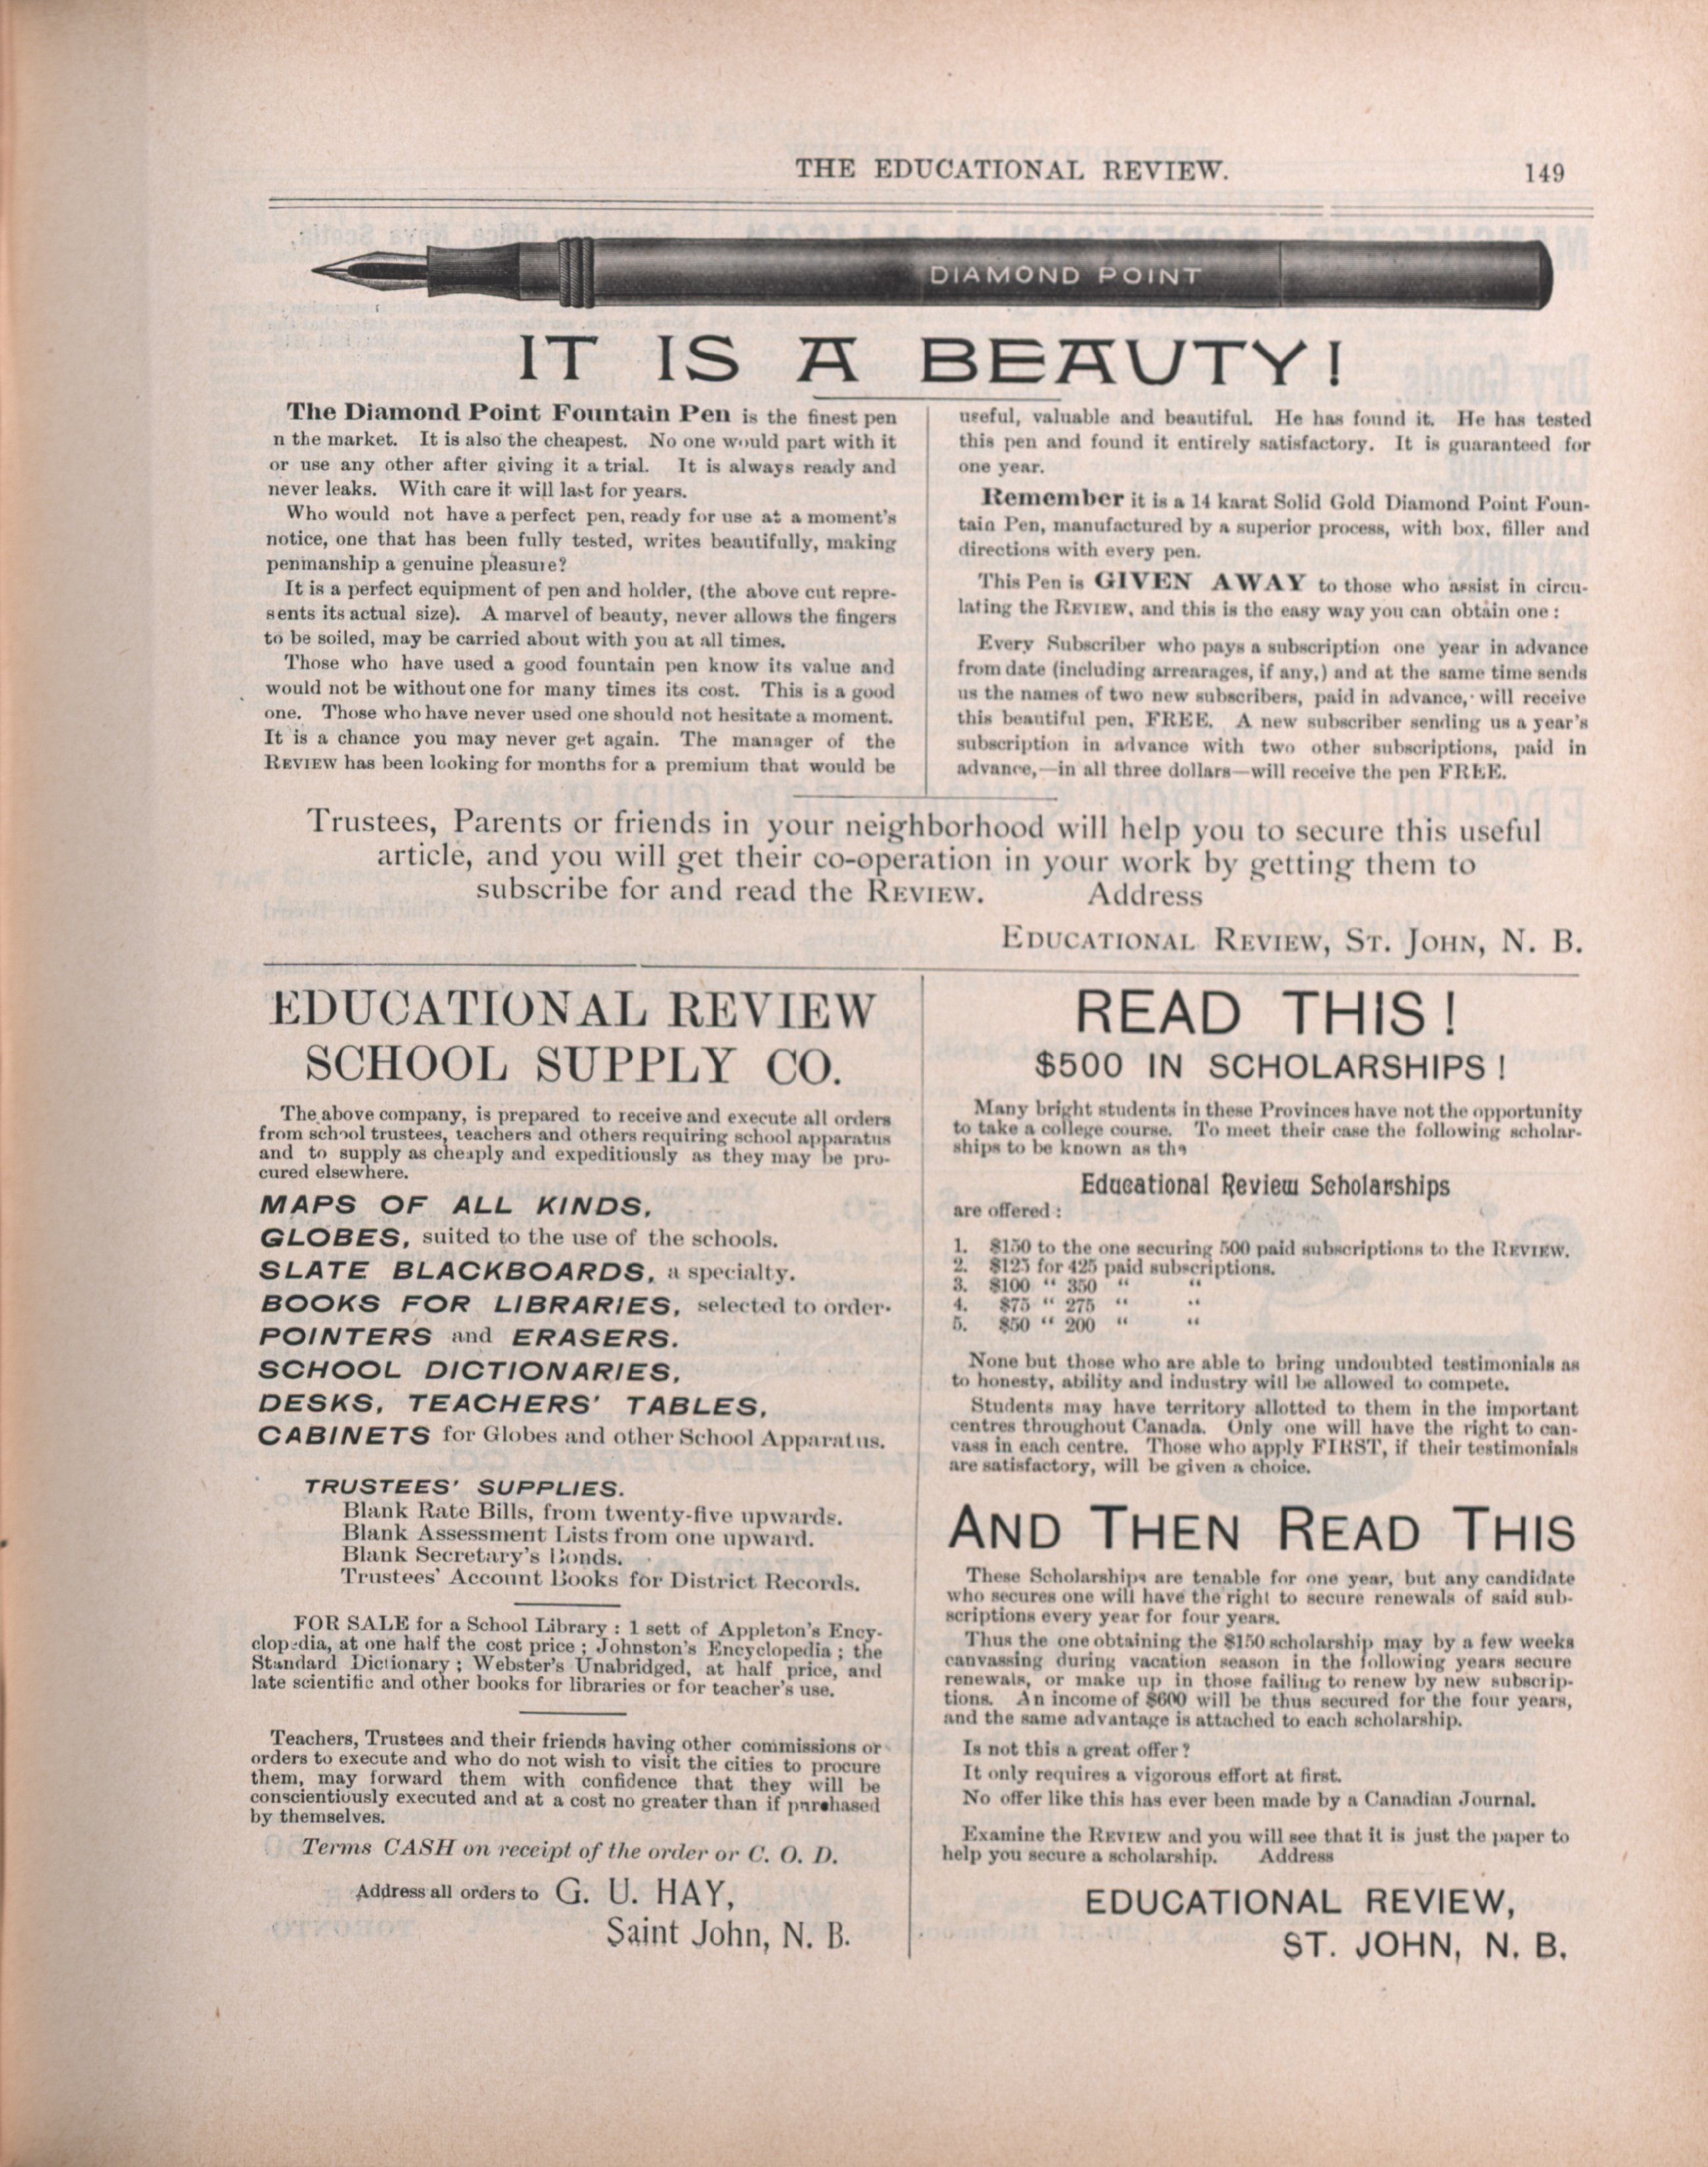 THE EDUCATIONAL REVIEW. 149
DIAMOND POINT
IT IS A BEAUTY!
The Diamond Point Fountain Pen is the finest pen
n the market. It is also the cheapest. No one would part with it
or use any other after giving it a trial. It is always ready and
never leaks. With care it will last for years.
Who would not have a perfect pen, ready for use at a moment's
notice, one that has been fully tested, writes beautifully, making
penmanship a genuine pleasure?
It is a perfect equipment of pen and holder, (the above cut repre-
sents its actual size). A marvel of beauty, never allows the fingers
to be soiled, may be carried about with you at all times.
Those who have used a good fountain pen know its value and
would not be without one for many times its cost. This is a good
one. Those who have never used one should not hesitate a moment.
It is a chance you may never get again. The manager of the
REVIEW has been looking for months for a premium that would be
useful, valuable and beautiful. He has found it. He has tested
this pen and found it entirely satisfactory. It is guaranteed for
one year.
Remember it is a 14 karat Solid Gold Diamond Point Foun-
tain Pen, manufactured by a superior process, with box, filler and
directions with every pen.
This Pen is GIVEN AWAY to those who assist in circu-
lating the REVIEW, and this is the easy way you can obtain one :
Every Subscriber who pays a subscription one year in advance
from date (including arrearages, if any,) and at the same time sends
us the names of two new subscribers, paid in advance, will receive
this beautiful pen, FREE. A new subscriber sending us a year's
subscription in advance with two other subscriptions, paid in
advance,—in all three dollars—will receive the pen FREE.
Trustees, Parents or friends in your neighborhood will help you to secure this useful
article, and you will get their co-operation in your work by getting them to
subscribe for and read the REVIEW. Address
EDUCATIONAL REVIEW, ST. JOHN, N. B.
EDUCATIONAL REVIEW
SCHOOL SUPPLY CO.
The above company, is prepared to receive and execute all orders
from school trustees, teachers and others requiring school apparatus
and to supply as cheaply and expeditiously as they may be pro-
cured elsewhere.
MAPS OF ALL KINDS,
GLOBES, suited to the use of the schools.
SLATE BLACKBOARDS, a specialty.
BOOKS FOR LIBRARIES, selected to order.
POINTERS and ERASERS.
SCHOOL DICTIONARIES,
DESKS, TEACHERS' TABLES,
CABINETS for Globes and other School Apparatus.
TRUSTEES' SUPPLIES.
Blank Rate Bills, from twenty-five upwards.
Blank Assessment Lists from one upward.
Blank Secretary's Bonds.
Trustees' Account Books for District Records.
FOR SALE for a School Library : 1 sett of Appleton's Ency-
clopædia, at one half the cost price ; Johnston's Encyclopedia ; the
Standard Dictionary ; Webster's Unabridged, at half price, and
late scientific and other books for libraries or for teacher's use.
Teachers, Trustees and their friends having other commissions or
orders to execute and who do not wish to visit the cities to procure
them, may forward them with confidence that they will be
conscientiously executed and at a cost no greater than if purchased
by themselves.
Terms CASH on receipt of the order or C. O. D.
Address all orders to G. U. HAY,
Saint John, N. B.
READ THIS!
$500 IN SCHOLARSHIPS!
Many bright students in these Provinces have not the opportunity
to take a college course. To meet their case the following scholar-
ships to be known as the
Educational Review Scholarships
are offered :
1. $150 to the one securing 500 paid subscriptions to the REVIEW.
2. $125 for 425 paid subscriptions.
3. $100 " 350 " "
4. $75 " 275 " "
5. $50 " 200 " "
None but those who are able to bring undoubted testimonials as
to honesty, ability and industry will be allowed to compete.
Students may have territory allotted to them in the important
centres throughout Canada. Only one will have the right to can-
vass in each centre. Those who apply FIRST, if their testimonials
are satisfactory, will be given a choice.
AND THEN READ THIS
These Scholarships are tenable for one year, but any candidate
who secures one will have the right to secure renewals of said sub-
scriptions every year for four years.
Thus the one obtaining the $150 scholarship may by a few weeks
canvassing during vacation season in the following years secure
renewals, or make up in those failing to renew by new subscrip-
tions. An income of $600 will be thus secured for the four years,
and the same advantage is attached to each scholarship.
Is not this a great offer?
It only requires a vigorous effort at first.
No offer like this has ever been made by a Canadian Journal.
Examine the REVIEW and you will see that it is just the paper to
help you secure a scholarship. Address
EDUCATIONAL REVIEW,
ST. JOHN, N. B.